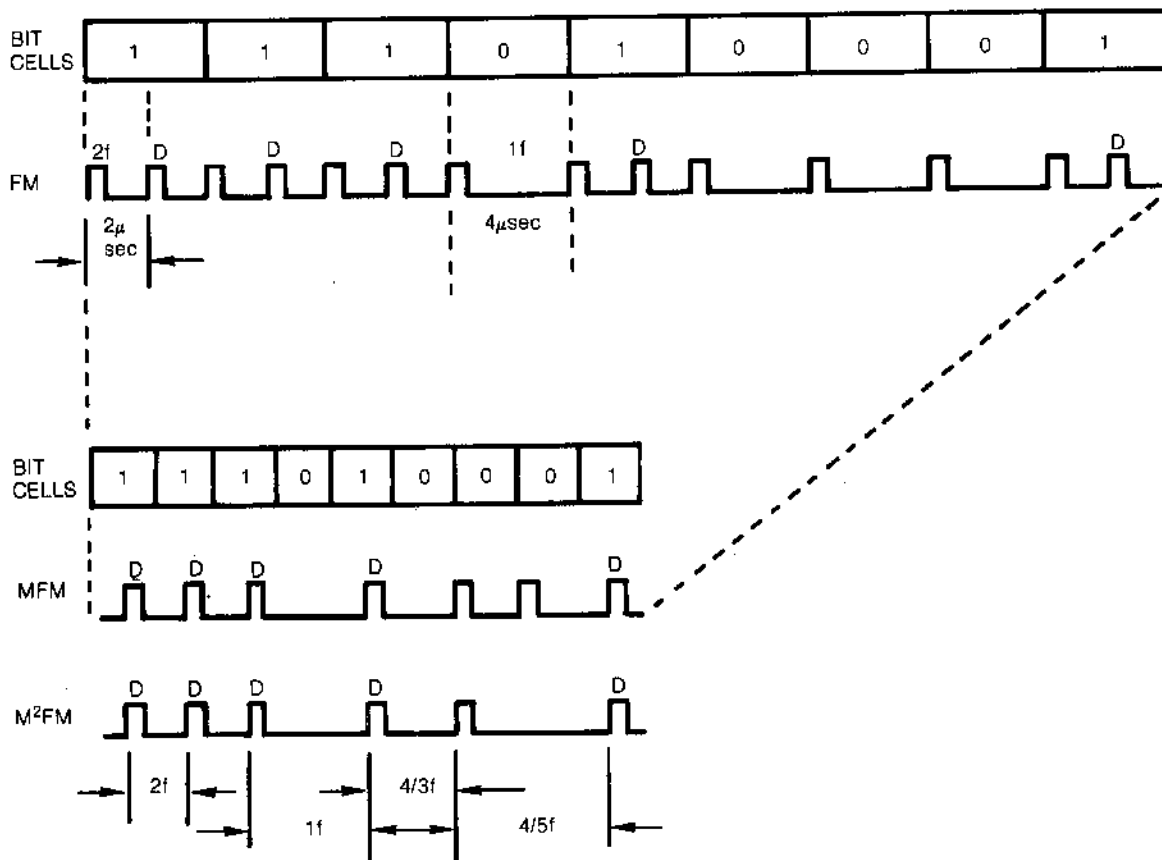 BIT CELLS
1 1 1 0 1 0 0 0 1
2f D D D 1f D D
FM
2μ sec
4μsec
BIT CELLS
1 1 1 0 1 0 0 0 1
D D D D D
MFM
D D D D D
M²FM
2f 4/3f
1f 4/5f